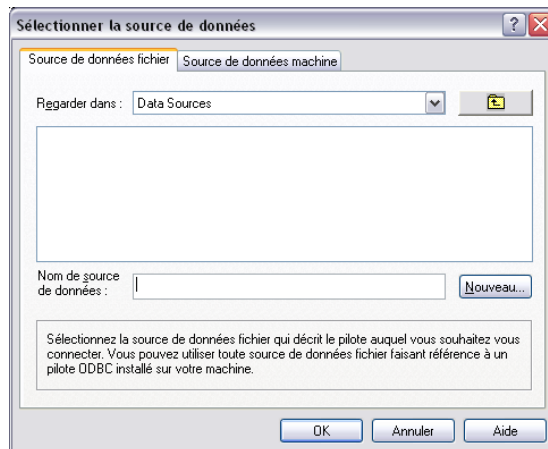 Sélectionner la source de données
Source de données fichier
Source de données machine
Regarder dans :
Data Sources
Nom de source
de données :
Nouveau...
Sélectionnez la source de données fichier qui décrit le pilote auquel vous souhaitez vous
connecter. Vous pouvez utiliser toute source de données fichier faisant référence à un
pilote ODBC installé sur votre machine.
OK
Annuler
Aide